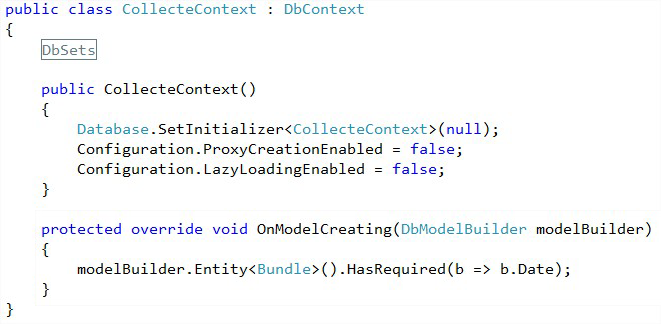 public class CollecteContext : DbContext
{
DbSets
public CollecteContext()
{
Database.SetInitializer<CollecteContext>(null);
Configuration.ProxyCreationEnabled = false;
Configuration.LazyLoadingEnabled = false;
}
protected override void OnModelCreating(DbModelBuilder modelBuilder)
{
modelBuilder.Entity<Bundle>().HasRequired(b => b.Date);
}
}